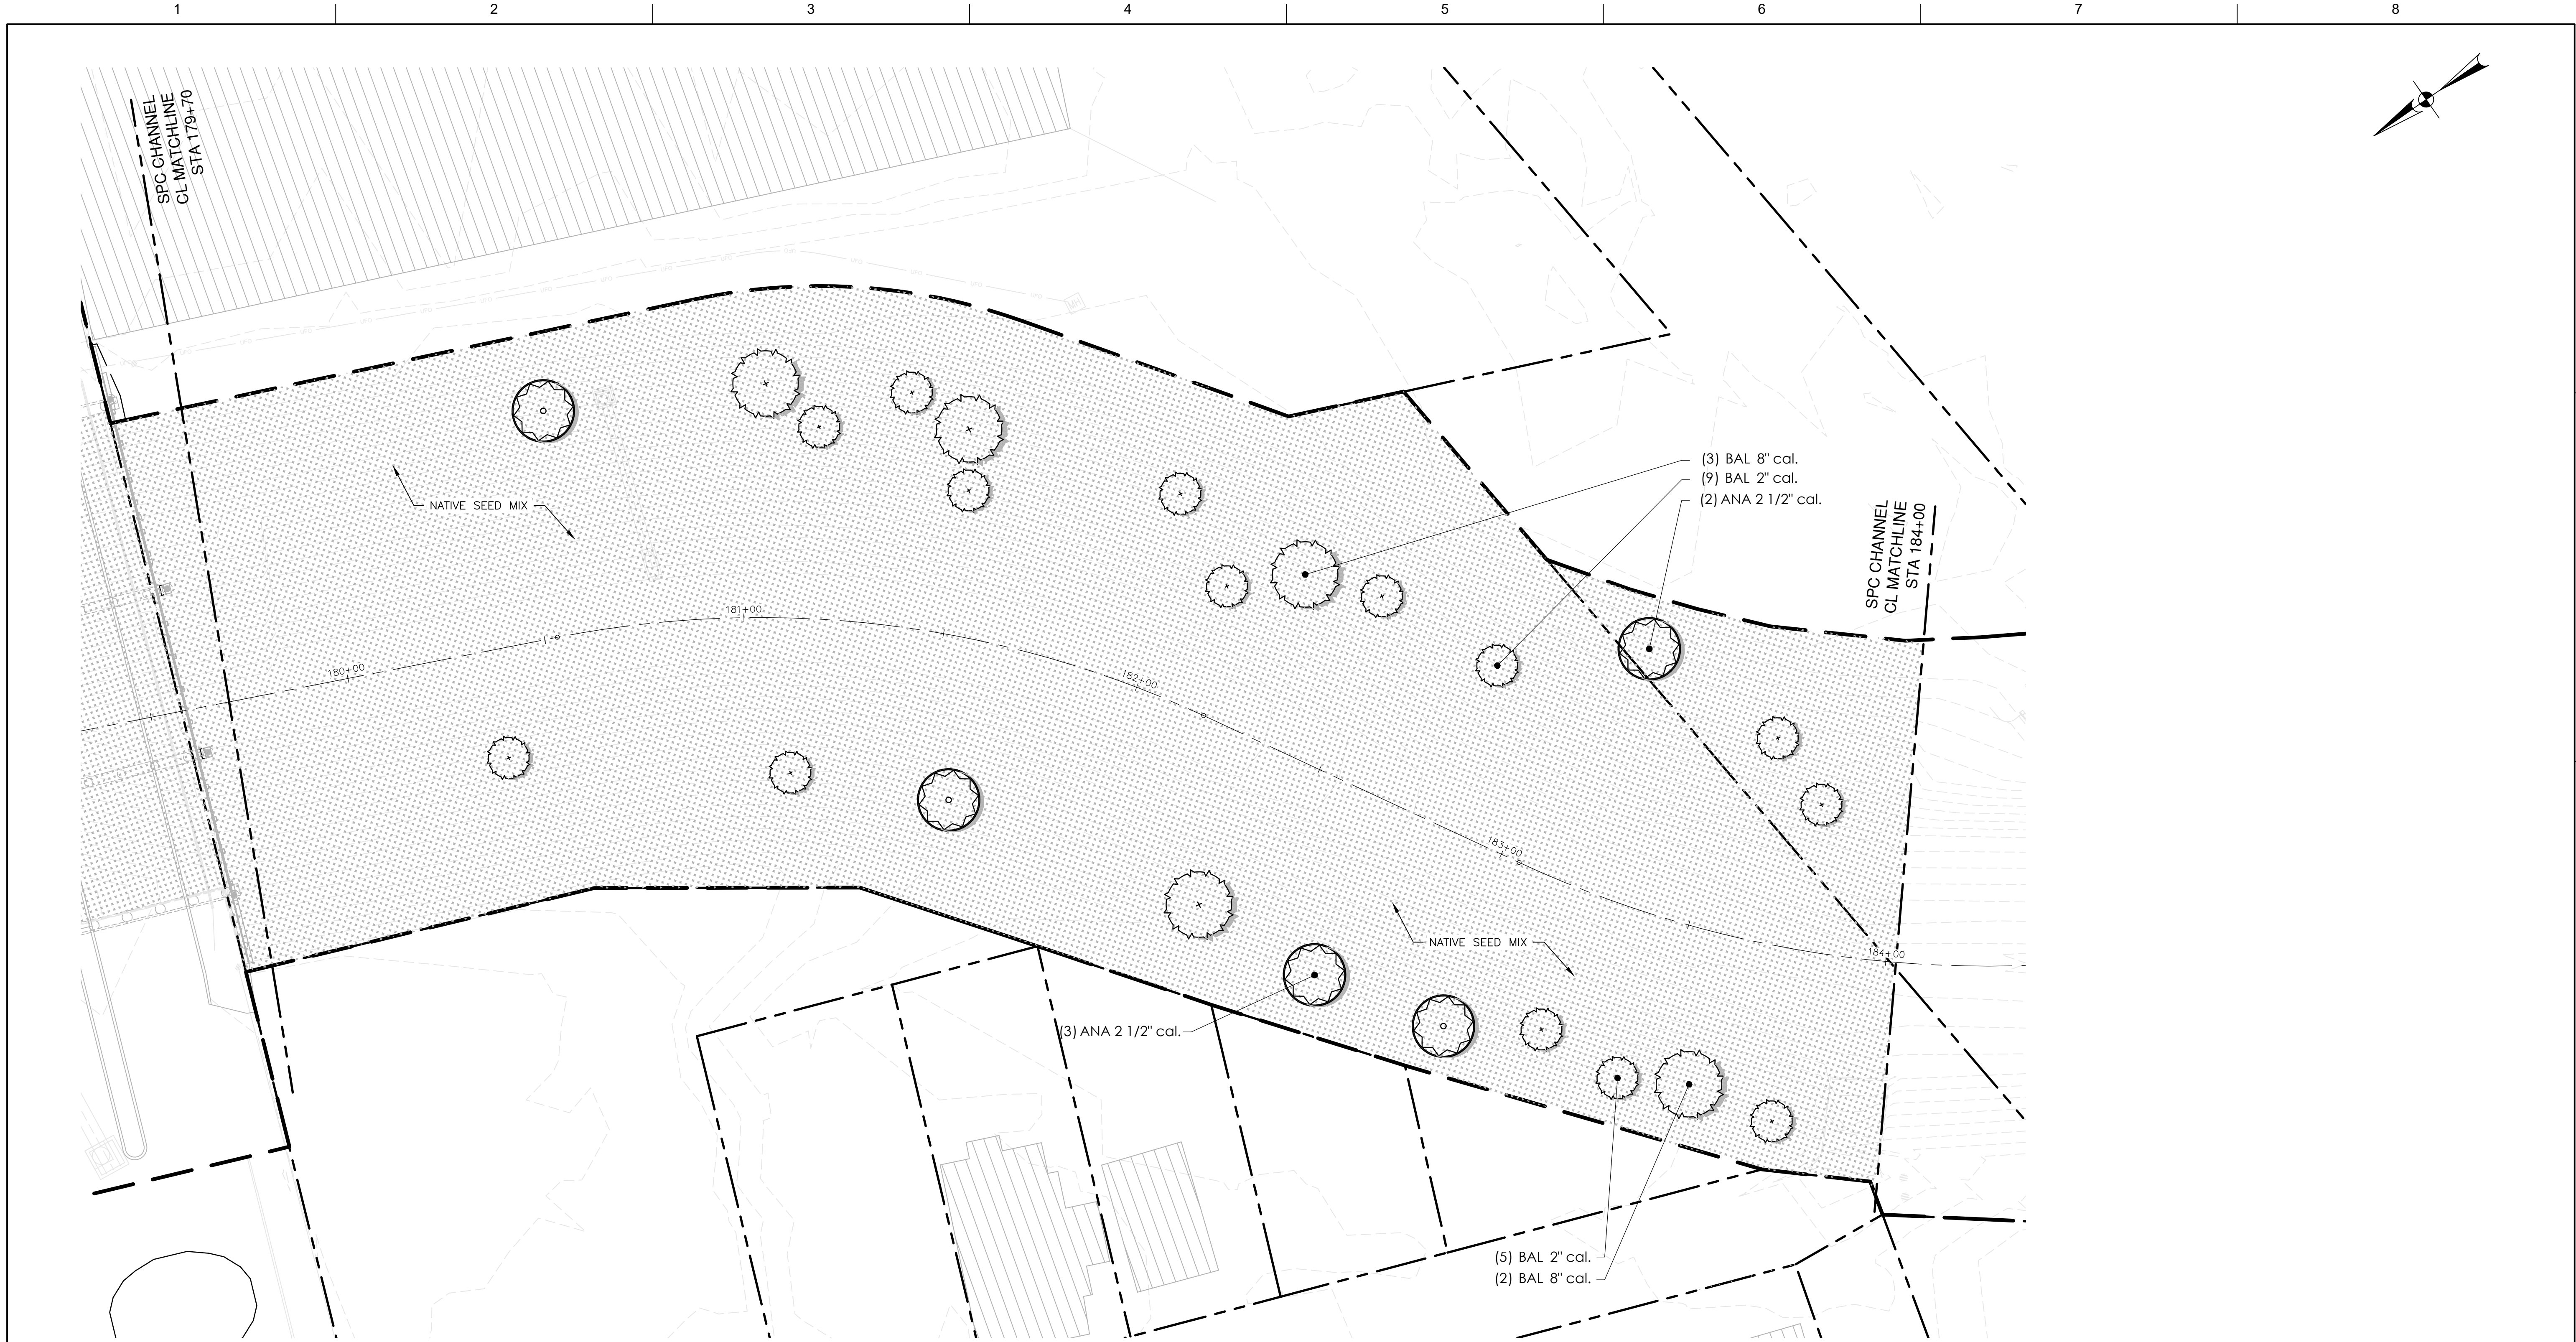 1 2 3 4 5 6 7 8
SPC CHANNEL
CL MATCHLINE
STA 179+70
MH
(3) BAL 8" cal.
(9) BAL 2" cal.
(2) ANA 2 1/2" cal.
NATIVE SEED MIX
SPC CHANNEL
CL MATCHLINE
STA 184+00
181+00
180+00
182+00
183+00
NATIVE SEED MIX
184+00
(3) ANA 2 1/2" cal.
(5) BAL 2" cal.
(2) BAL 8" cal.